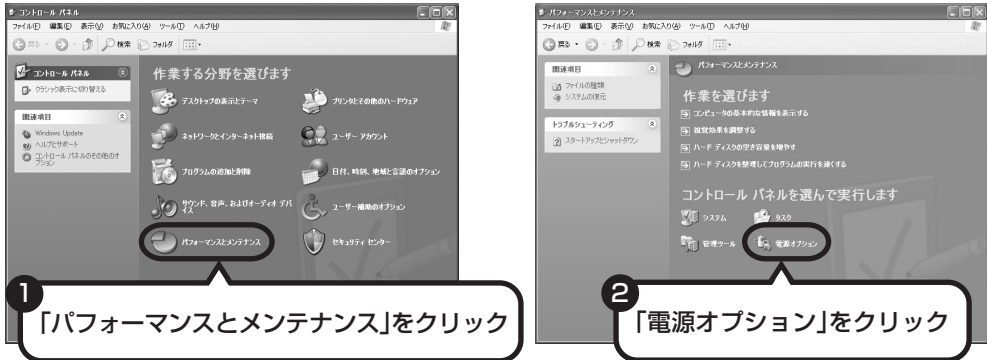 コントロール パネル
ファイル(F) 編集(E) 表示(V) お気に入り(A) ツール(T) ヘルプ(H)
戻る 検索 フォルダ
コントロール パネル
クラシック表示に切り替える
関連項目
Windows Update
ヘルプとサポート
コントロール パネルのその他のオプション
作業する分野を選びます
デスクトップの表示とテーマ
プリンタとその他のハードウェア
ネットワークとインターネット接続
ユーザー アカウント
プログラムの追加と削除
日付、時刻、地域と言語のオプション
サウンド、音声、およびオーディオ デバイス
ユーザー補助のオプション
パフォーマンスとメンテナンス
セキュリティ センター
1
「パフォーマンスとメンテナンス」をクリック
パフォーマンスとメンテナンス
ファイル(F) 編集(E) 表示(V) お気に入り(A) ツール(T) ヘルプ(H)
戻る 検索 フォルダ
関連項目
ファイルの種類
システムの復元
トラブルシューティング
スタートアップとシャットダウン
パフォーマンスとメンテナンス
作業を選びます
コンピュータの基本的な情報を表示する
視覚効果を調整する
ハード ディスクの空き容量を増やす
ハード ディスクを整理してプログラムの実行を速くする
コントロール パネルを選んで実行します
システム
タスク
管理ツール
電源オプション
2
「電源オプション」をクリック